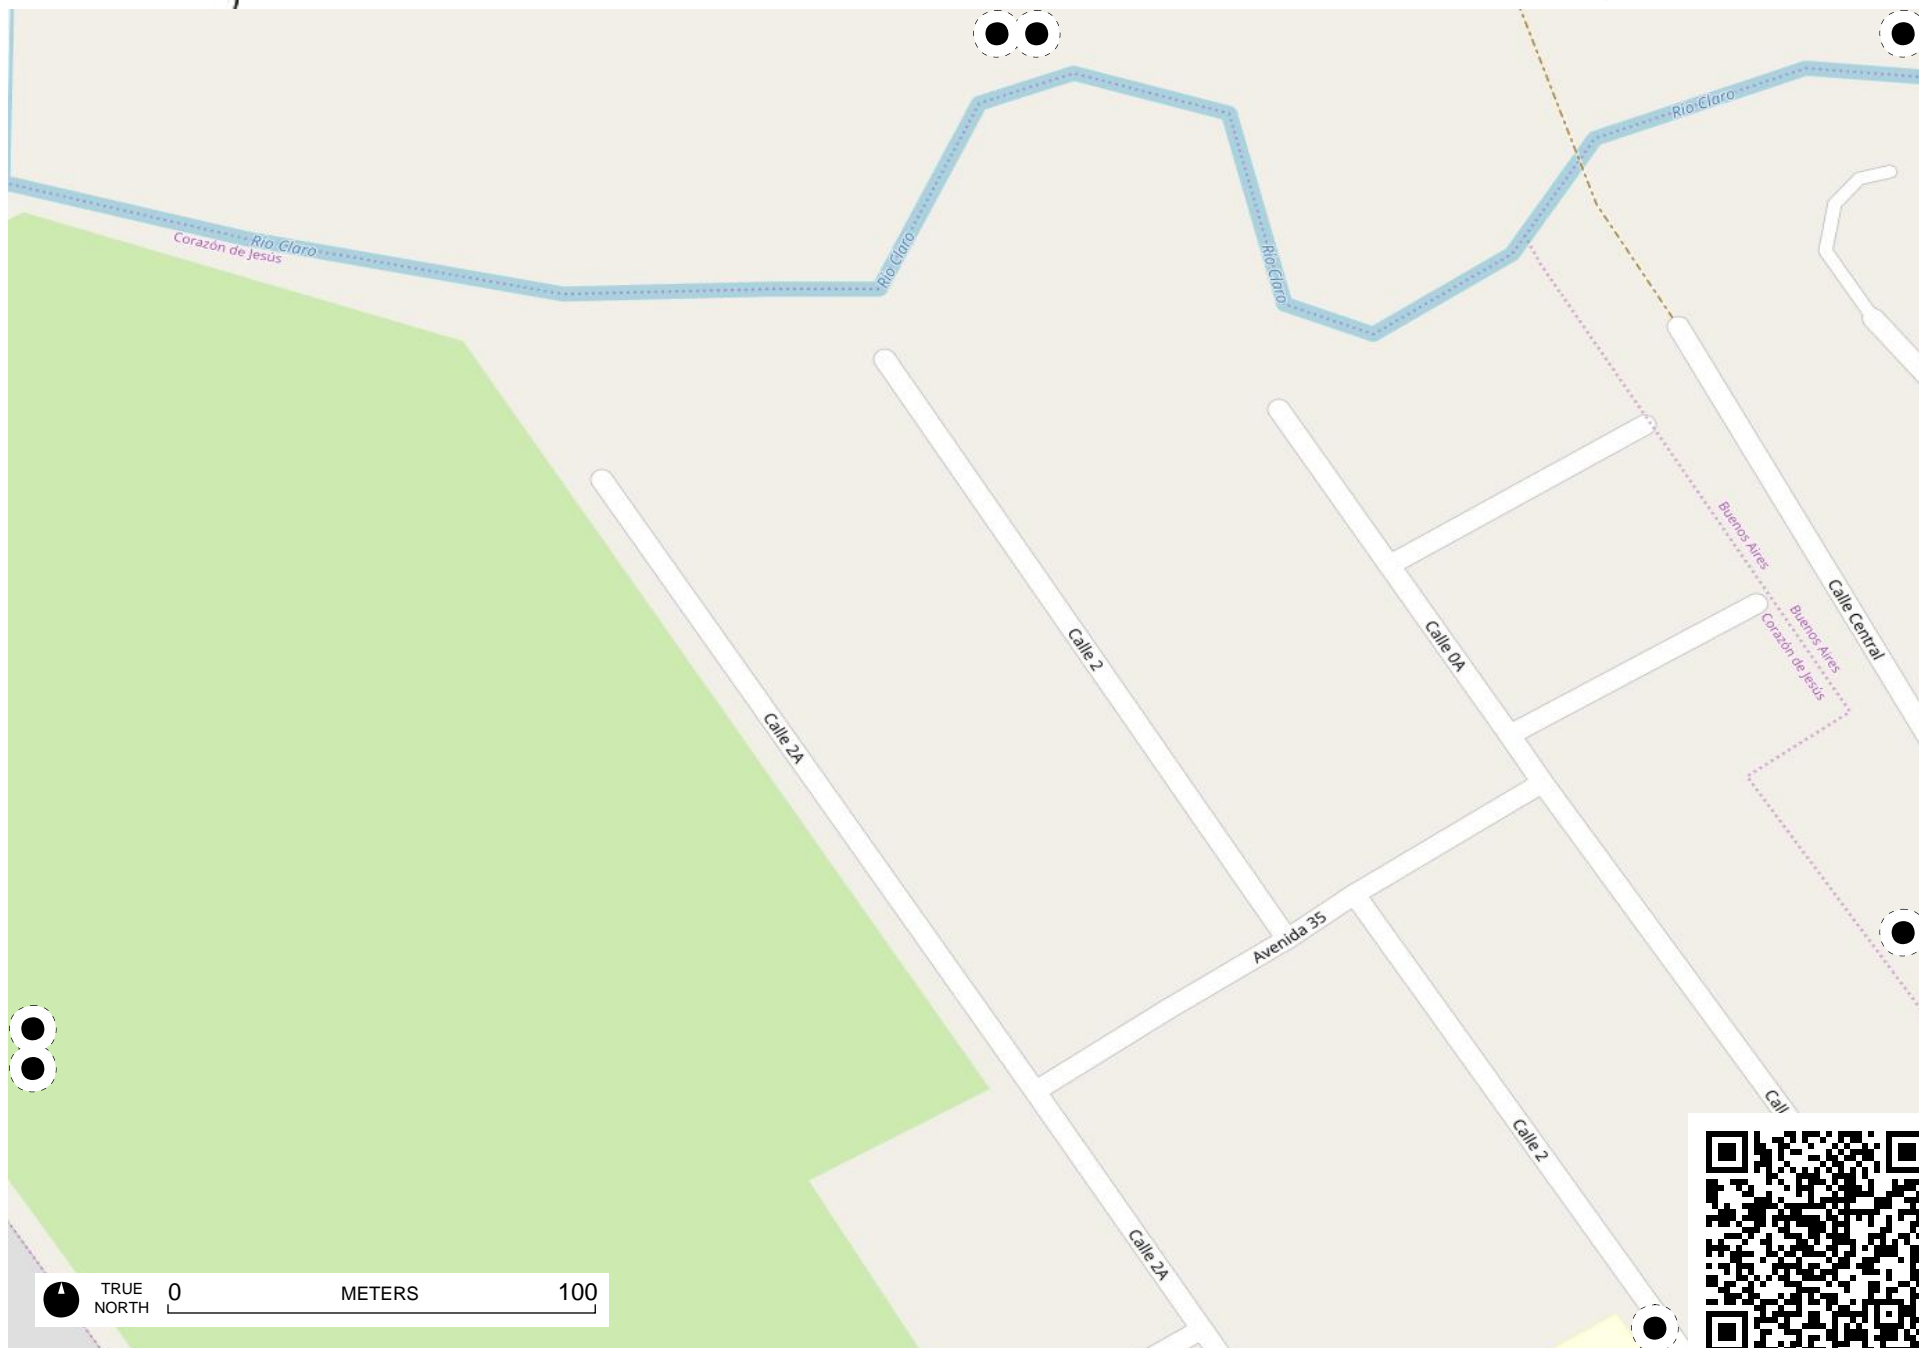 Río Claro
Río Claro
Corazón de Jesús
Río Claro
Río Claro
Buenos Aires
Calle Central
Buenos Aires
Corazón de Jesús
Calle 0A
Calle 2
Calle 2A
Avenida 35
Calle 2
Call
Calle 2A
TRUE
NORTH
0 METERS 100